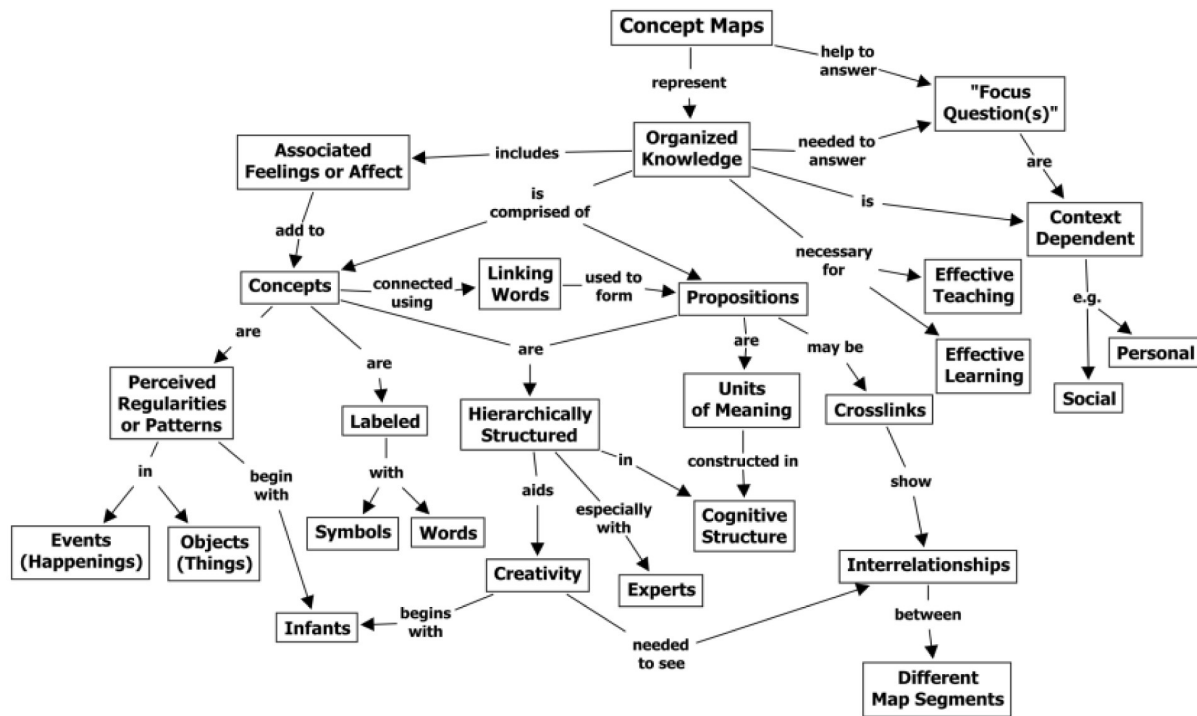 Concept Maps
help to
answer
represent
"Focus
Question(s)"
Organized
Knowledge
needed to
answer
Associated
Feelings or Affect
includes
are
is
comprised of
is
Context
Dependent
add to
necessary
for
Concepts
connected
using
Linking
Words
used to
form
Propositions
Effective
Teaching
e.g.
are
are
are
are
may be
Effective
Learning
Personal
Perceived
Regularities
or Patterns
Labeled
Hierarchically
Structured
Units
of Meaning
Crosslinks
Social
in
begin
with
with
aids
in
especially
with
constructed in
show
Events
(Happenings)
Objects
(Things)
Symbols
Words
Cognitive
Structure
Creativity
Experts
Interrelationships
Infants
begins
with
needed
to see
between
Different
Map Segments